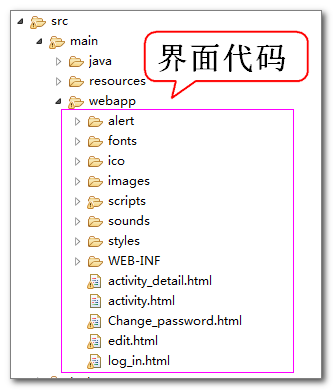 src
main
界面代码
java
resources
webapp
alert
fonts
ico
images
scripts
sounds
styles
WEB-INF
activity_detail.html
activity.html
Change_password.html
edit.html
log_in.html